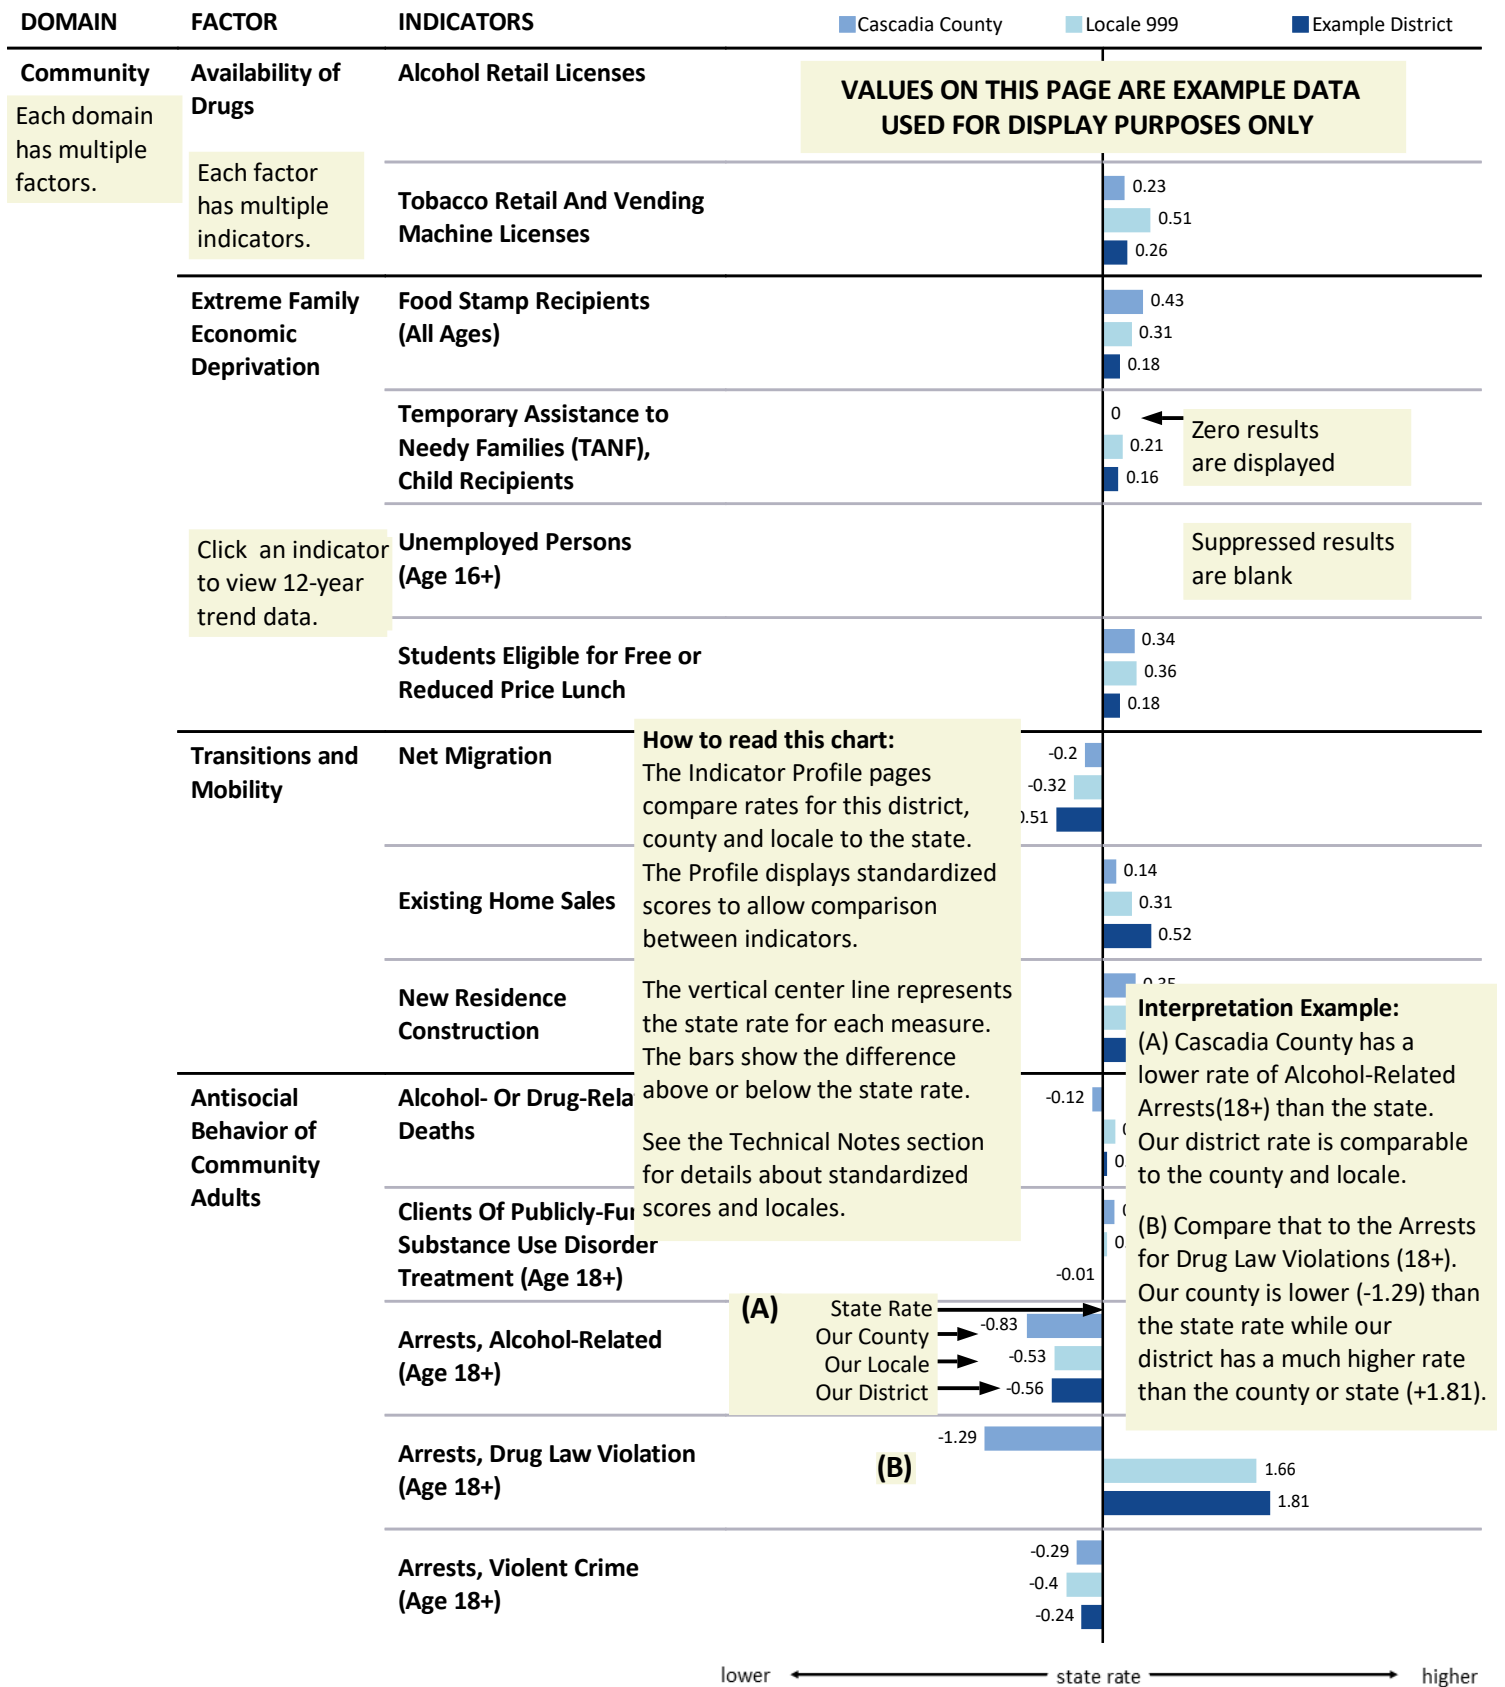 DOMAIN FACTOR INDICATORS Cascadia County Locale 999 Example District
Community
Each domain
has multiple
factors.
Availability of
Drugs
Each factor
has multiple
indicators.
Alcohol Retail Licenses
VALUES ON THIS PAGE ARE EXAMPLE DATA
USED FOR DISPLAY PURPOSES ONLY
Tobacco Retail And Vending
Machine Licenses
0.23
0.51
0.26
Extreme Family
Economic
Deprivation
Food Stamp Recipients
(All Ages)
0.43
0.31
0.18
Temporary Assistance to
Needy Families (TANF),
Child Recipients
0
0.21
0.16
Zero results
are displayed
Click an indicator
to view 12-year
trend data.
Unemployed Persons
(Age 16+)
Suppressed results
are blank
Students Eligible for Free or
Reduced Price Lunch
0.34
0.36
0.18
Transitions and
Mobility
Net Migration
-0.2
-0.32
.51
How to read this chart:
The Indicator Profile pages
compare rates for this district,
county and locale to the state.
The Profile displays standardized
scores to allow comparison
between indicators.
The vertical center line represents
the state rate for each measure.
The bars show the difference
above or below the state rate.
See the Technical Notes section
for details about standardized
scores and locales.
Existing Home Sales
0.14
0.31
0.52
New Residence
Construction
Interpretation Example:
(A) Cascadia County has a
lower rate of Alcohol-Related
Arrests(18+) than the state.
Our district rate is comparable
to the county and locale.
(B) Compare that to the Arrests
for Drug Law Violations (18+).
Our county is lower (-1.29) than
the state rate while our
district has a much higher rate
than the county or state (+1.81).
Antisocial
Behavior of
Community
Adults
Alcohol- Or Drug-Rela
Deaths
-0.12
0.
Clients Of Publicly-Fu
Substance Use Disorder
Treatment (Age 18+)
0.
-0.01
Arrests, Alcohol-Related
(Age 18+)
(A)
State Rate
Our County
Our Locale
Our District
-0.83
-0.53
-0.56
Arrests, Drug Law Violation
(Age 18+)
(B)
-1.29
1.66
1.81
Arrests, Violent Crime
(Age 18+)
-0.29
-0.4
-0.24
lower state rate higher